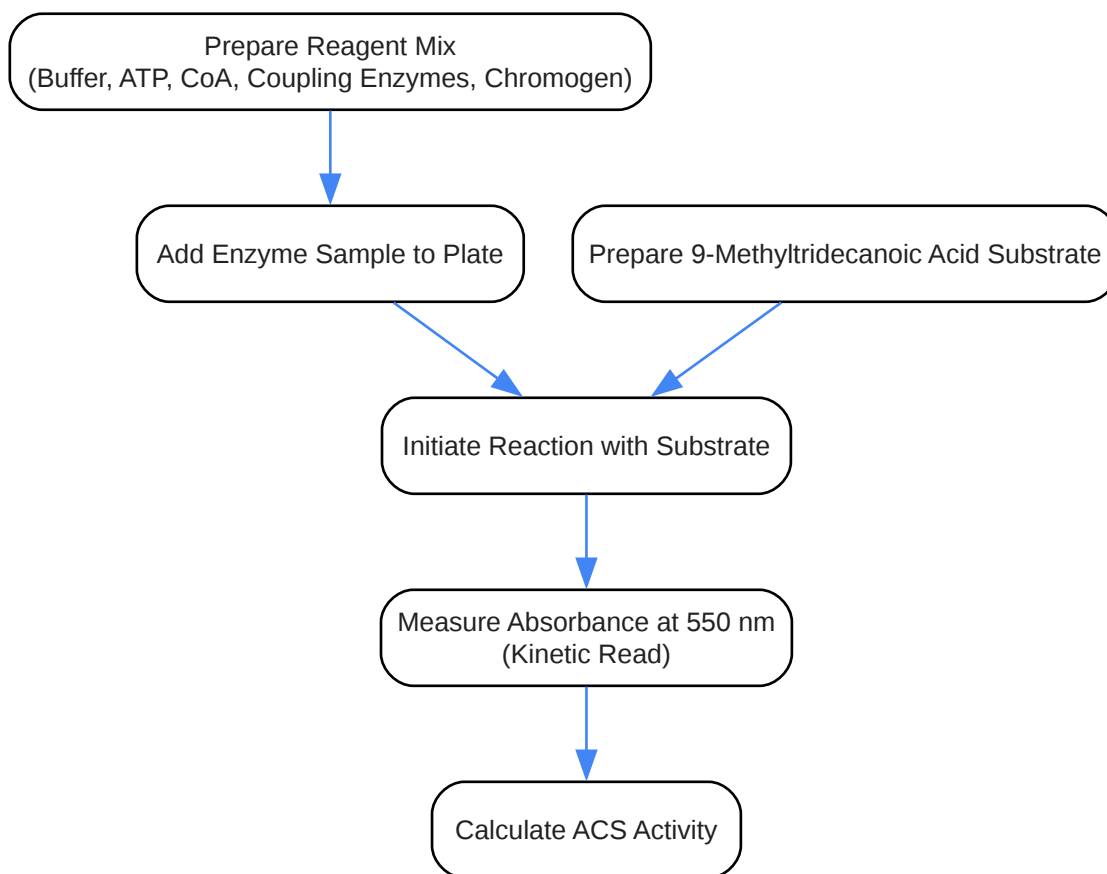 Prepare Reagent Mix
(Buffer, ATP, CoA, Coupling Enzymes, Chromogen)
Add Enzyme Sample to Plate
Prepare 9-Methyltridecanoic Acid Substrate
Initiate Reaction with Substrate
Measure Absorbance at 550 nm
(Kinetic Read)
Calculate ACS Activity